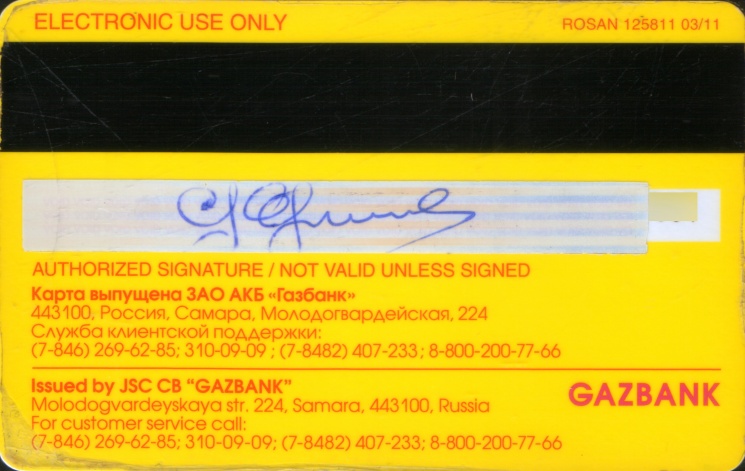 ELECTRONIC USE ONLY
ROSAN 125811 03/11
AUTHORIZED SIGNATURE / NOT VALID UNLESS SIGNED
Карта выпущена ЗАО АКБ «Газбанк»
443100, Россия, Самара, Молодогвардейская, 224
Служба клиентской поддержки:
(7-846) 269-62-85; 310-09-09 ; (7-8482) 407-233 ; 8-800-200-77-66
Issued by JSC CB "GAZBANK"
Molodogvardeyskaya str. 224, Samara, 443100, Russia
For customer service call:
(7-846) 269-62-85; 310-09-09; (7-8482) 407-233; 8-800-200-77-66
GAZBANK